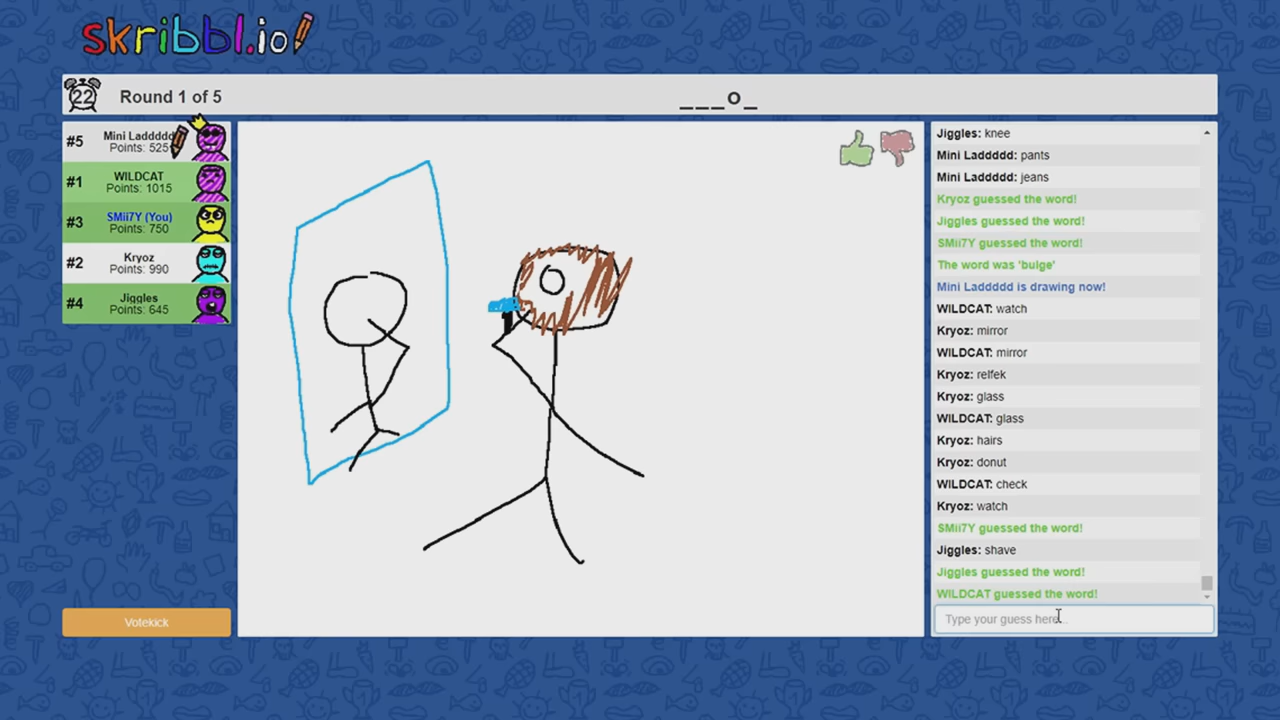 skribbl.io
22
Round 1 of 5
___o_
#5
Mini Laddddd
Points: 525
#1
WILDCAT
Points: 1015
#3
SMii7Y (You)
Points: 750
#2
Kryoz
Points: 990
#4
Jiggles
Points: 645
Votekick
Jiggles: knee
Mini Laddddd: pants
Mini Laddddd: jeans
Kryoz guessed the word!
Jiggles guessed the word!
SMii7Y guessed the word!
The word was 'bulge'
Mini Laddddd is drawing now!
WILDCAT: watch
Kryoz: mirror
WILDCAT: mirror
Kryoz: relfek
Kryoz: glass
WILDCAT: glass
Kryoz: hairs
Kryoz: donut
WILDCAT: check
Kryoz: watch
SMii7Y guessed the word!
Jiggles: shave
Jiggles guessed the word!
WILDCAT guessed the word!
Type your guess here...